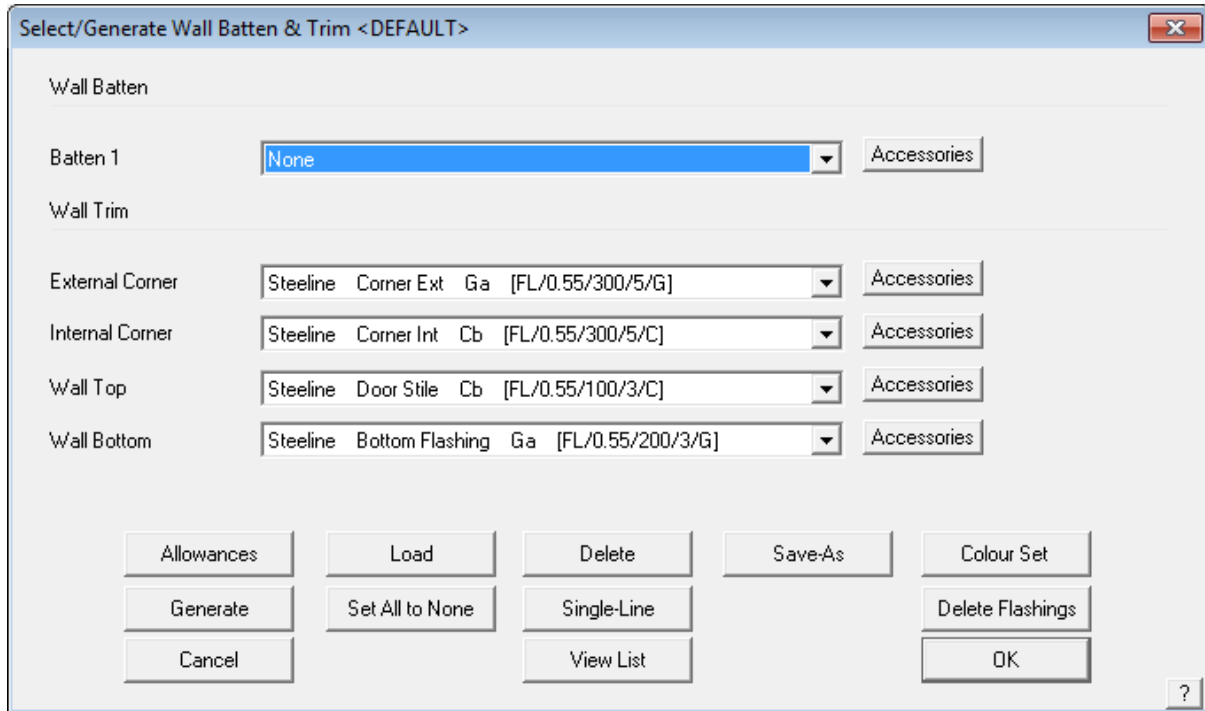 Select/Generate Wall Batten & Trim <DEFAULT>
Wall Batten
Batten 1 None Accessories
Wall Trim
External Corner Steeline Corner Ext Ga [FL/0.55/300/5/G] Accessories
Internal Corner Steeline Corner Int Cb [FL/0.55/300/5/C] Accessories
Wall Top Steeline Door Stile Cb [FL/0.55/100/3/C] Accessories
Wall Bottom Steeline Bottom Flashing Ga [FL/0.55/200/3/G] Accessories
Allowances Load Delete Save-As Colour Set
Generate Set All to None Single-Line Delete Flashings
Cancel View List OK
?